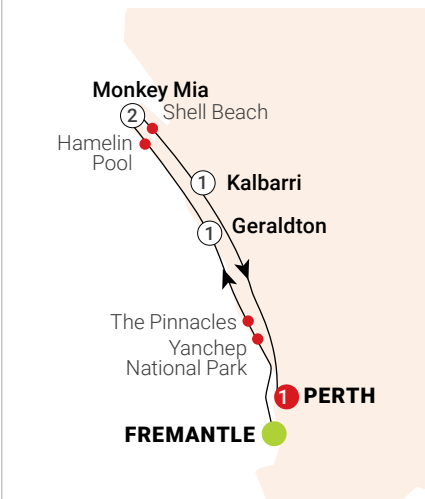 Monkey Mia
2
Shell Beach
Hamelin
Pool
1
Kalbarri
1
Geraldton
The Pinnacles
Yanchep
National Park
1
PERTH
FREMANTLE